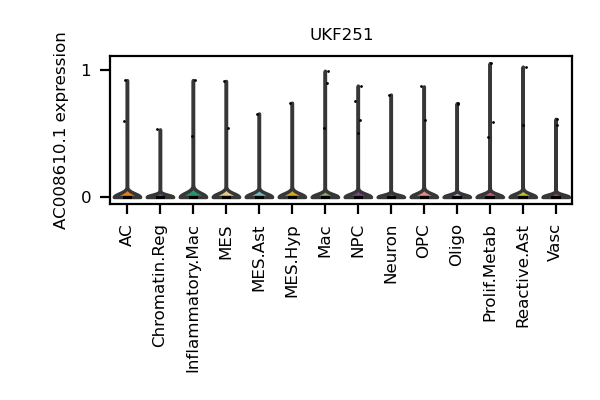 UKF251
AC008610.1 expression
1
0
AC
Chromatin.Reg
Inflammatory.Mac
MES
MES.Ast
MES.Hyp
Mac
NPC
Neuron
OPC
Oligo
Prolif.Metab
Reactive.Ast
Vasc